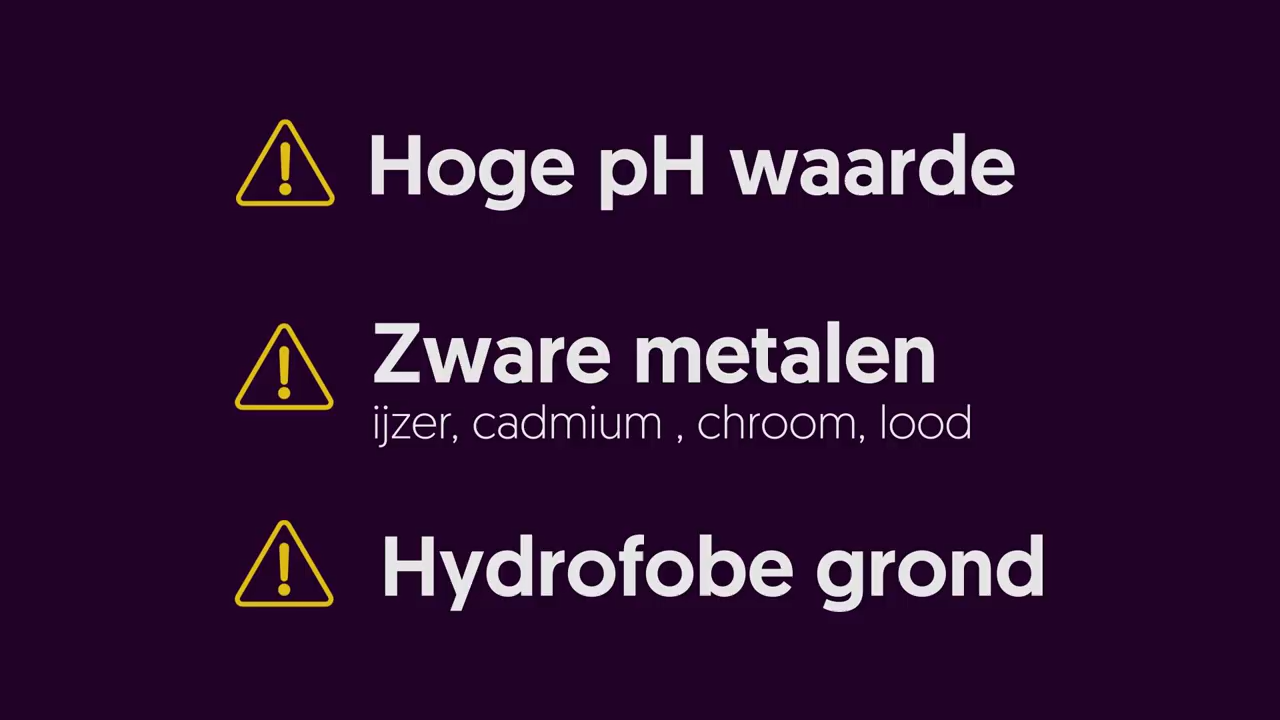 Hoge pH waarde
Zware metalen
ijzer, cadmium , chroom, lood
Hydrofobe grond